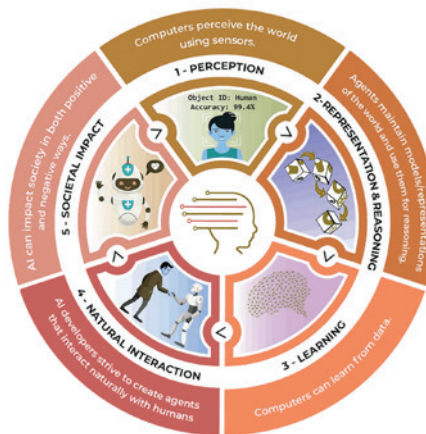 Computers perceive the world
using sensors.
1 - PERCEPTION
Object ID: Human
Accuracy: 99.4%
Agents maintain models/representations
of the world and use them for reasoning.
2-REPRESENTATION & REASONING
3 - LEARNING
Computers can learn from data.
4 - NATURAL INTERACTION
AI developers strive to create agents
that interact naturally with humans
5 - SOCIETAL IMPACT
AI can impact society in both positive
and negative ways.